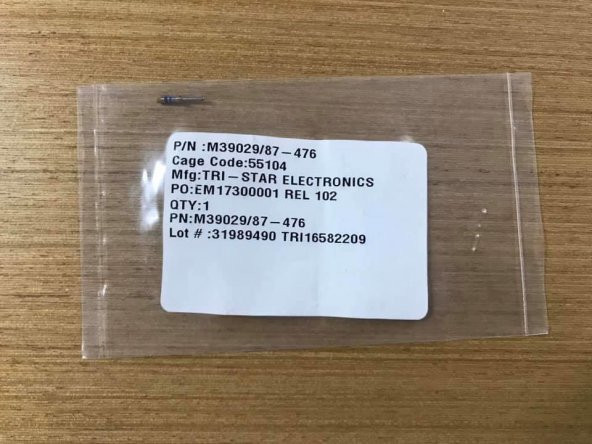 P/N :M39029/87—476
Cage Code:55104
Mfg:TRI—STAR ELECTRONICS
PO:EM17300001 REL 102
QTY:1
PN:M39029/87—476
Lot # :31989490 TRI16582209